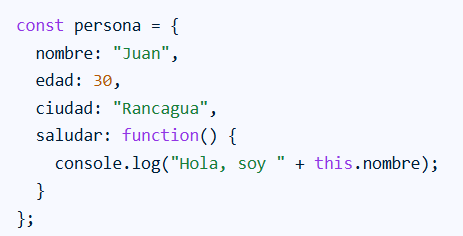 const persona = {
  nombre: "Juan",
  edad: 30,
  ciudad: "Rancagua",
  saludar: function() {
    console.log("Hola, soy " + this.nombre);
  }
};